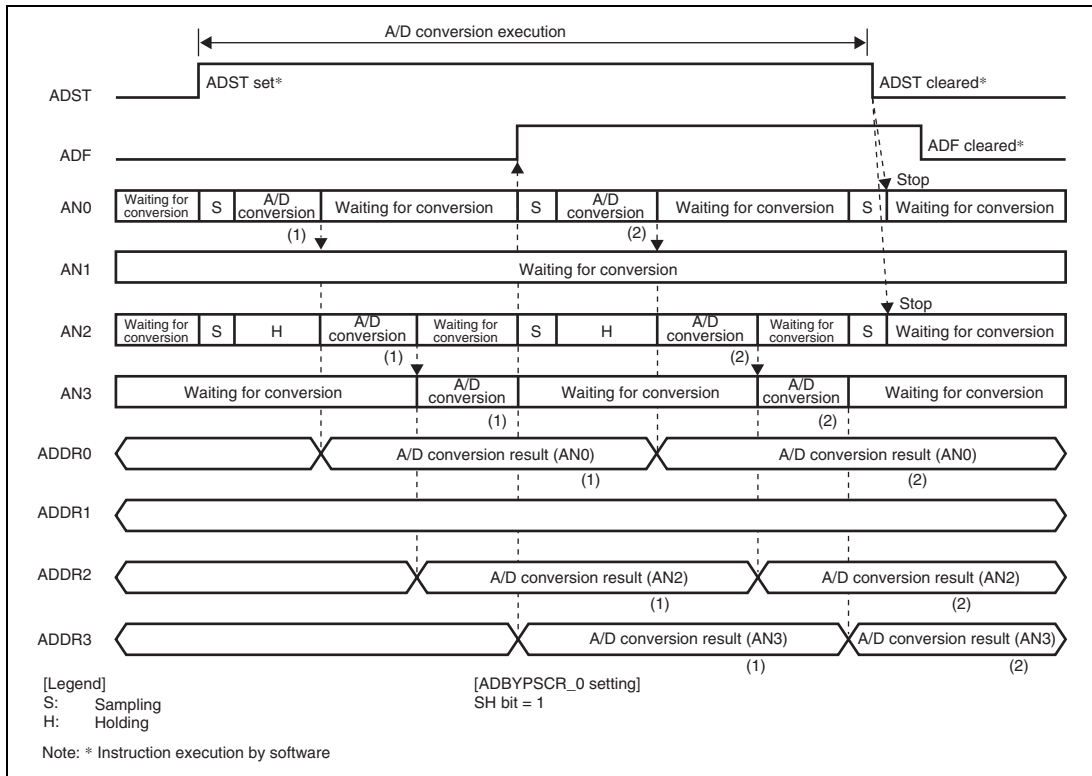 A/D conversion execution
ADST ADST set* ADST cleared*
ADF ADF cleared*
Stop
AN0 Waiting for conversion S A/D conversion Waiting for conversion S A/D conversion Waiting for conversion S Waiting for conversion
(1) (2)
AN1 Waiting for conversion
Stop
AN2 Waiting for conversion S H A/D conversion Waiting for conversion S H A/D conversion Waiting for conversion S Waiting for conversion
(1) (2)
AN3 Waiting for conversion A/D conversion Waiting for conversion A/D conversion Waiting for conversion
(1) (2)
ADDR0 A/D conversion result (AN0) A/D conversion result (AN0)
(1) (2)
ADDR1
ADDR2 A/D conversion result (AN2) A/D conversion result (AN2)
(1) (2)
ADDR3 A/D conversion result (AN3) A/D conversion result (AN3)
(1) (2)
[Legend] [ADBYPSCR_0 setting]
S: Sampling SH bit = 1
H: Holding
Note: * Instruction execution by software